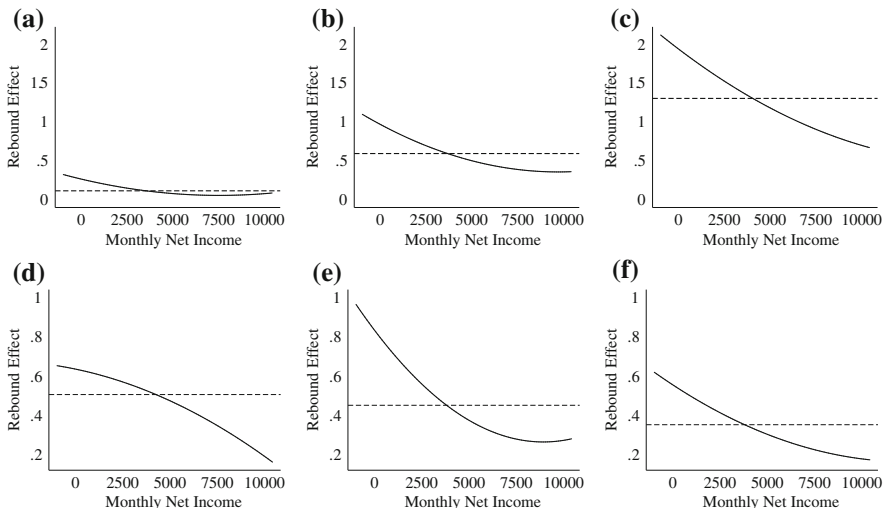 (a)
2
15
1
.5
0
Rebound Effect
0 2500 5000 7500 10000
Monthly Net Income
(b)
2
15
1
.5
0
Rebound Effect
0 2500 5000 7500 10000
Monthly Net Income
(c)
2
15
1
.5
0
Rebound Effect
0 2500 5000 7500 10000
Monthly Net Income
(d)
1
.8
.6
.4
.2
Rebound Effect
0 2500 5000 7500 10000
Monthly Net Income
(e)
1
.8
.6
.4
.2
Rebound Effect
0 2500 5000 7500 10000
Monthly Net Income
(f)
1
.8
.6
.4
.2
Rebound Effect
0 2500 5000 7500 10000
Monthly Net Income